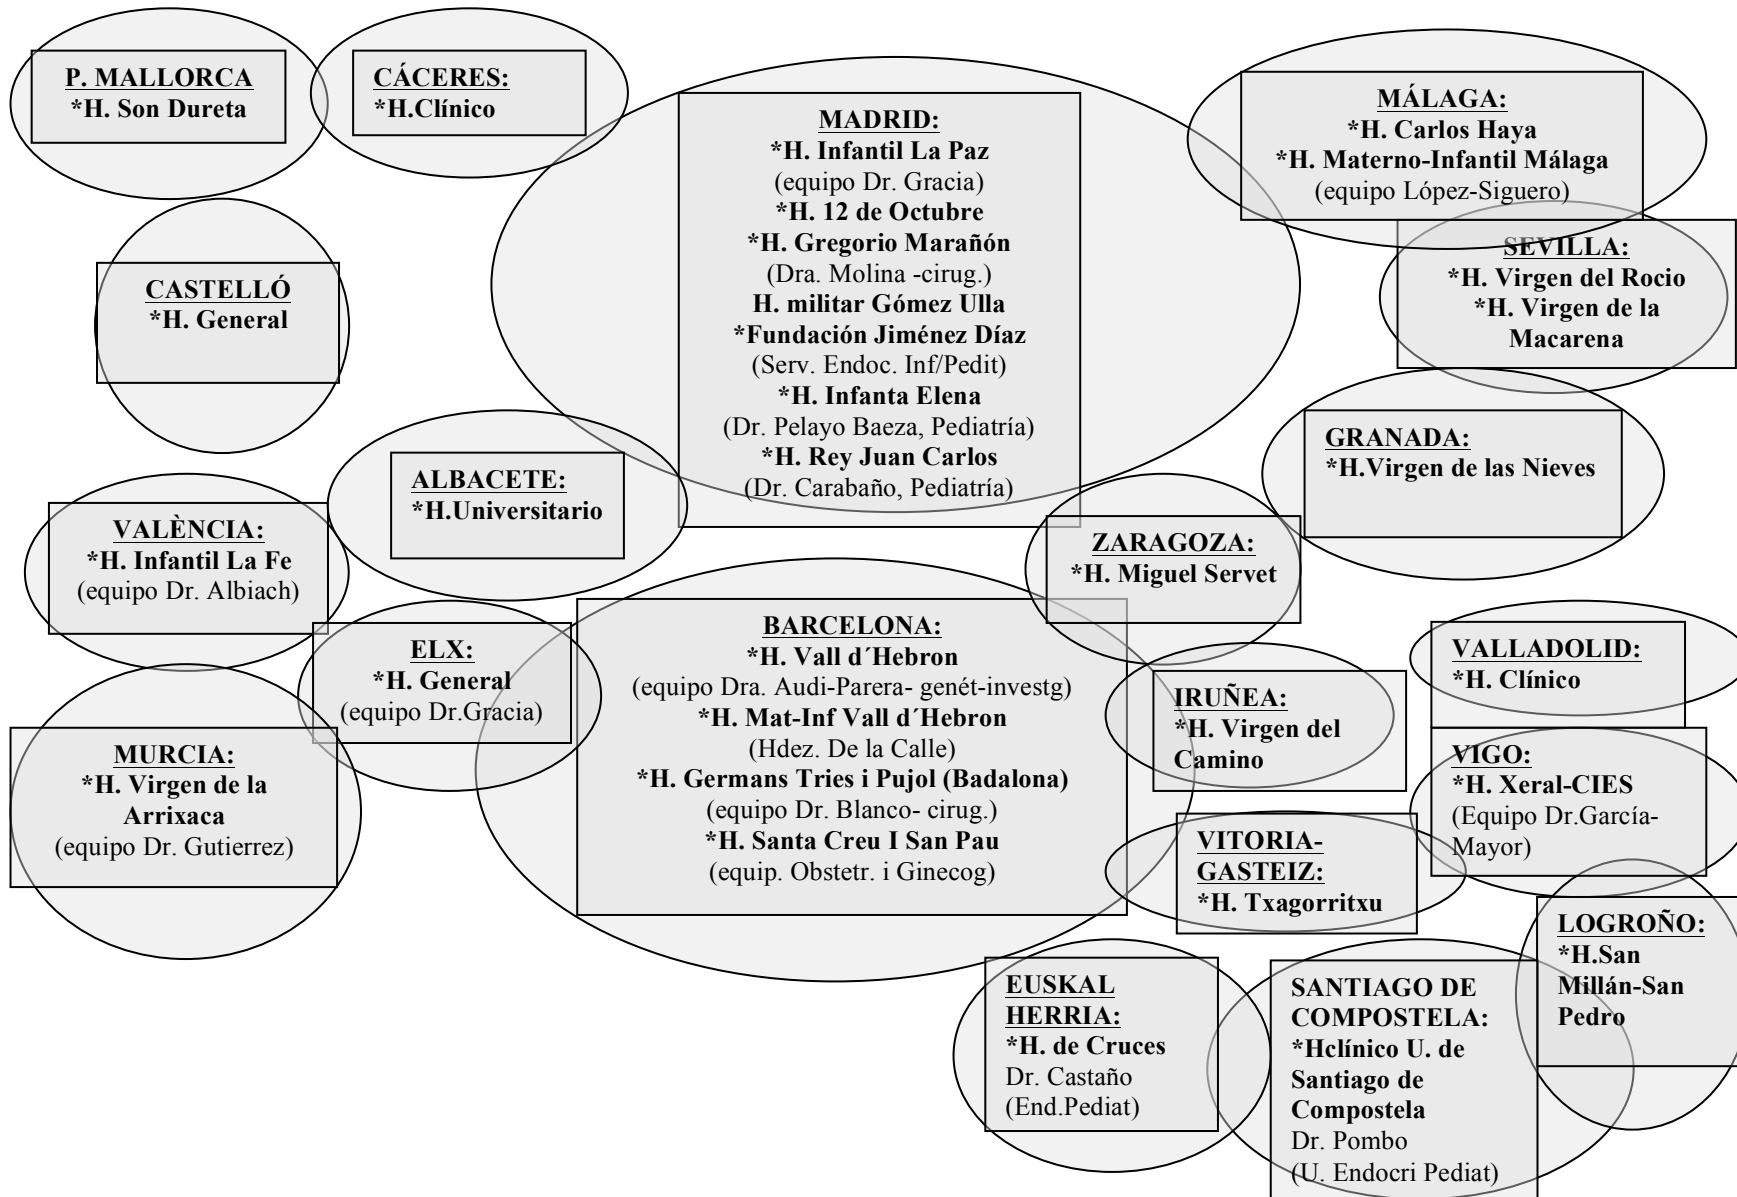 P. MALLORCA
*H. Son Dureta
CÁCERES:
*H.Clínico
MADRID:
*H. Infantil La Paz
(equipo Dr. Gracia)
*H. 12 de Octubre
*H. Gregorio Marañón
(Dra. Molina -cirug.)
H. militar Gómez Ulla
*Fundación Jiménez Díaz
(Serv. Endoc. Inf/Pedit)
*H. Infanta Elena
(Dr. Pelayo Baeza, Pediatría)
*H. Rey Juan Carlos
(Dr. Carabaño, Pediatría)
MÁLAGA:
*H. Carlos Haya
*H. Materno-Infantil Málaga
(equipo López-Siguero)
SEVILLA:
*H. Virgen del Rocio
*H. Virgen de la
Macarena
CASTELLÓ
*H. General
GRANADA:
*H.Virgen de las Nieves
ALBACETE:
*H.Universitario
VALÈNCIA:
*H. Infantil La Fe
(equipo Dr. Albiach)
ZARAGOZA:
*H. Miguel Servet
ELX:
*H. General
(equipo Dr.Gracia)
BARCELONA:
*H. Vall d´Hebron
(equipo Dra. Audi-Parera- genét-investg)
*H. Mat-Inf Vall d´Hebron
(Hdez. De la Calle)
*H. Germans Tries i Pujol (Badalona)
(equipo Dr. Blanco- cirug.)
*H. Santa Creu I San Pau
(equip. Obstetr. i Ginecog)
VALLADOLID:
*H. Clínico
IRUÑEA:
*H. Virgen del
Camino
MURCIA:
*H. Virgen de la
Arrixaca
(equipo Dr. Gutierrez)
VIGO:
*H. Xeral-CIES
(Equipo Dr.García-
Mayor)
VITORIA-
GASTEIZ:
*H. Txagorritxu
LOGROÑO:
*H.San
Millán-San
Pedro
EUSKAL
HERRIA:
*H. de Cruces
Dr. Castaño
(End.Pediat)
SANTIAGO DE
COMPOSTELA:
*Hclínico U. de
Santiago de
Compostela
Dr. Pombo
(U. Endocri Pediat)